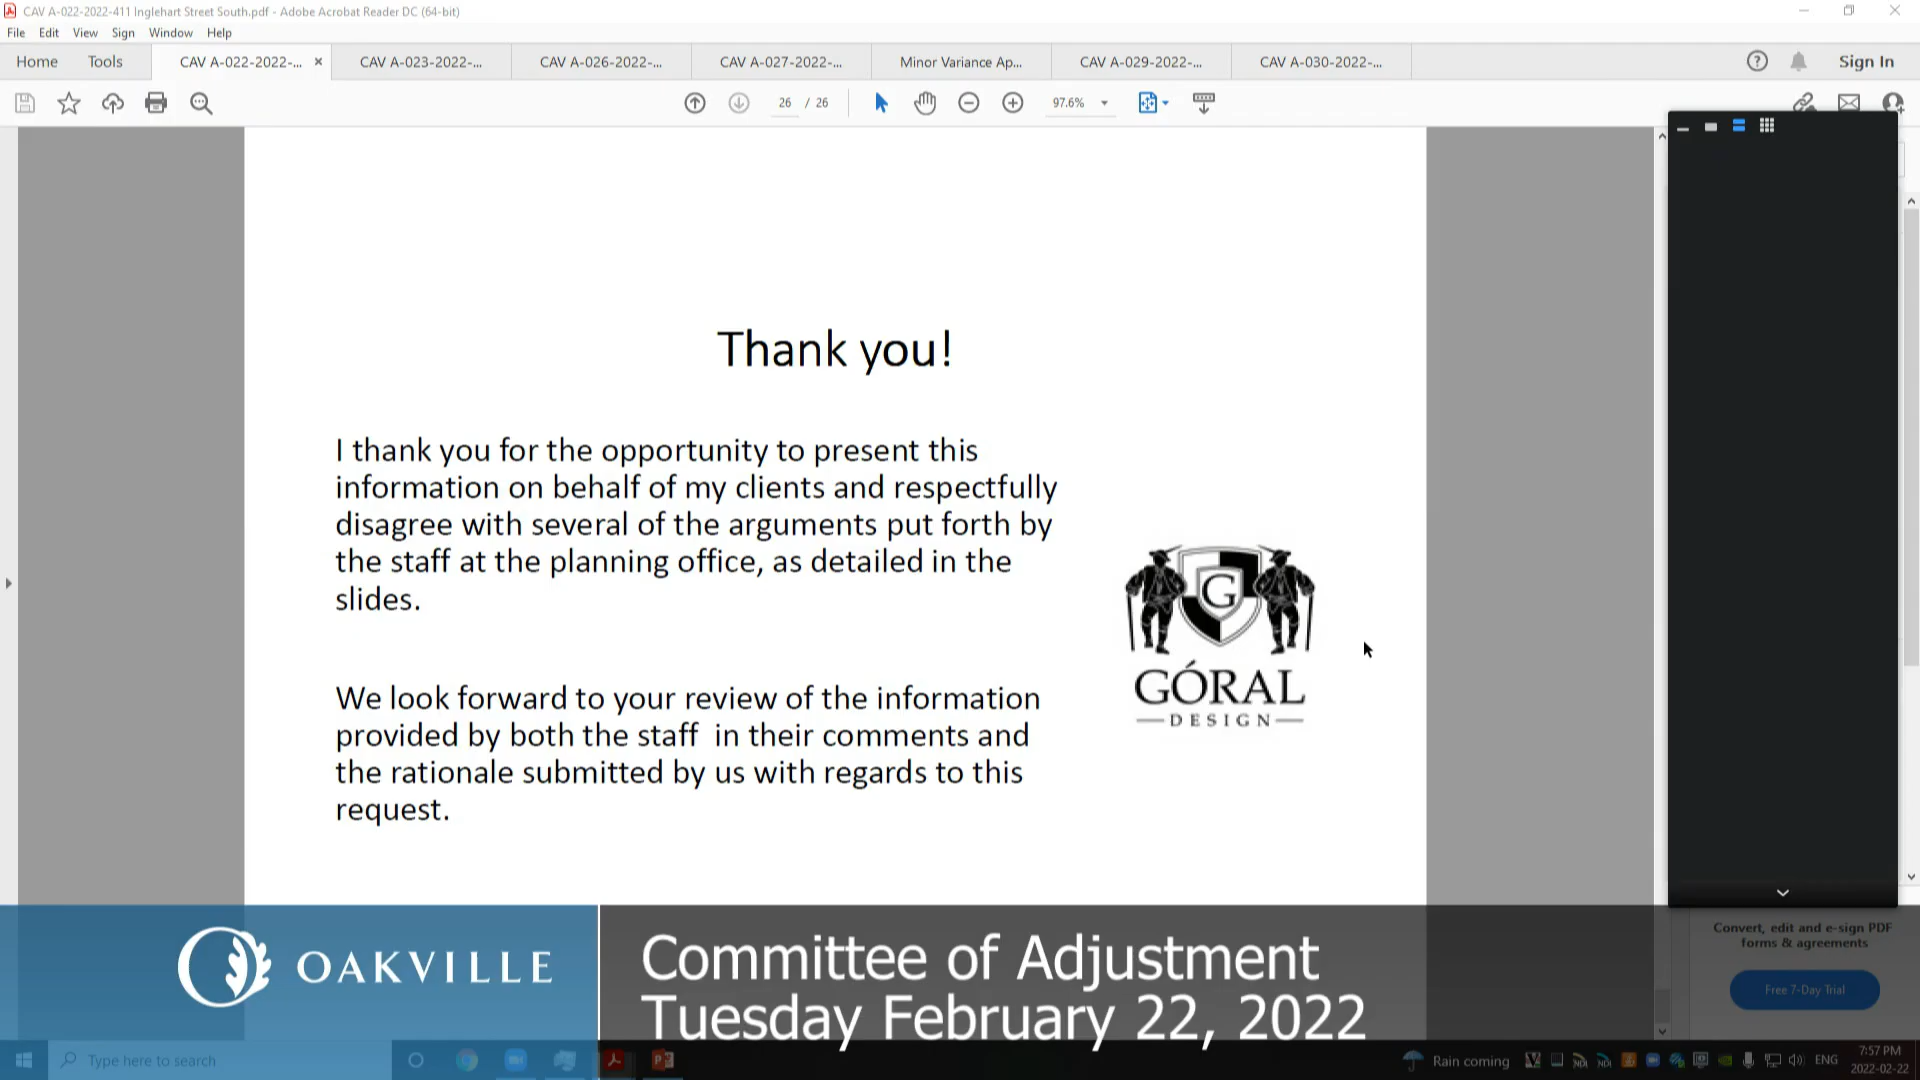 CAV A-022-2022-411 Inglehart Street South.pdf - Adobe Acrobat Reader DC (64-bit)
File Edit View Sign Window Help
Home Tools CAV A-022-2022-... × CAV A-023-2022-... CAV A-026-2022-... CAV A-027-2022-... Minor Variance Ap... CAV A-029-2022-... CAV A-030-2022-... Sign In
26 / 26 97.6%
Thank you!
I thank you for the opportunity to present this
information on behalf of my clients and respectfully
disagree with several of the arguments put forth by
the staff at the planning office, as detailed in the
slides.
G
GÓRAL
DESIGN
We look forward to your review of the information
provided by both the staff in their comments and
the rationale submitted by us with regards to this
request.
Convert, edit and e-sign PDF
forms & agreements
Free 7-Day Trial
OAKVILLE
Committee of Adjustment
Tuesday February 22, 2022
Type here to search
Rain coming
ENG
7:57 PM
2022-02-22